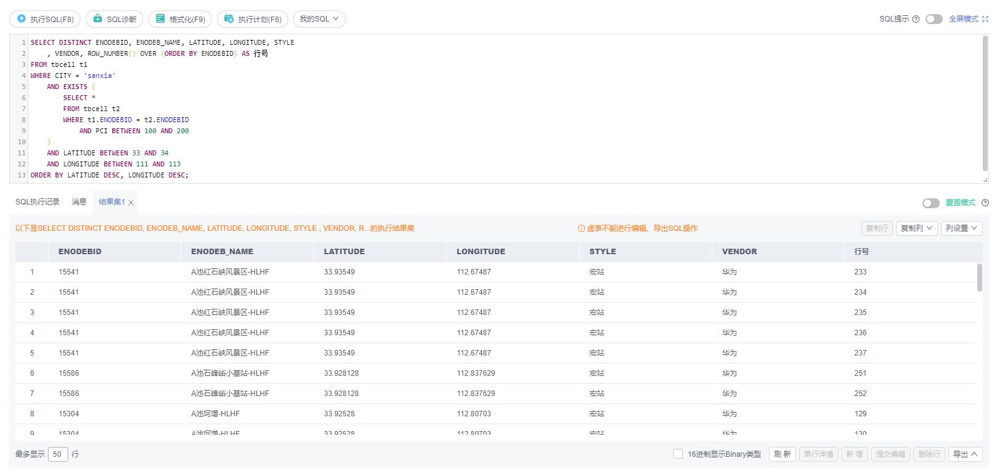 执行SQL(F8) SQL诊断 格式化(F9) 执行计划(F6) 我的SQL SQL提示 全屏模式
1 SELECT DISTINCT ENODEBID, ENODEB_NAME, LATITUDE, LONGITUDE, STYLE
2 , VENDOR, ROW_NUMBER() OVER (ORDER BY ENODEBID) AS 行号
3 FROM tbcell t1
4 WHERE CITY = 'sanxia'
5 AND EXISTS (
6 SELECT *
7 FROM tbcell t2
8 WHERE t1.ENODEBID = t2.ENODEBID
9 AND PCI BETWEEN 100 AND 200
10 )
11 AND LATITUDE BETWEEN 33 AND 34
12 AND LONGITUDE BETWEEN 111 AND 113
13 ORDER BY LATITUDE DESC, LONGITUDE DESC;
SQL执行记录 消息 结果集1 覆盖模式
以下是SELECT DISTINCT ENODEBID, ENODEB_NAME, LATITUDE, LONGITUDE, STYLE , VENDOR, R...的执行结果集 虚表不能进行编辑、导出SQL操作 复制行 复制列 列设置
ENODEBID ENODEB_NAME LATITUDE LONGITUDE STYLE VENDOR 行号
1 15541 A池红石峡风景区-HLHF 33.93549 112.67487 宏站 华为 233
2 15541 A池红石峡风景区-HLHF 33.93549 112.67487 宏站 华为 234
3 15541 A池红石峡风景区-HLHF 33.93549 112.67487 宏站 华为 235
4 15541 A池红石峡风景区-HLHF 33.93549 112.67487 宏站 华为 236
5 15541 A池红石峡风景区-HLHF 33.93549 112.67487 宏站 华为 237
6 15586 A池石峰峪小基站-HLHF 33.928128 112.837629 宏站 华为 251
7 15586 A池石峰峪小基站-HLHF 33.928128 112.837629 宏站 华为 252
8 15304 A池坷增-HLHF 33.92528 112.80703 宏站 华为 129
9 15304 A池坷增-HLHF 33.92528 112.80703 宏站 华为 130
最多显示 50 行 16进制显示Binary类型 刷新 单行详情 新增 提交编辑 删除行 导出